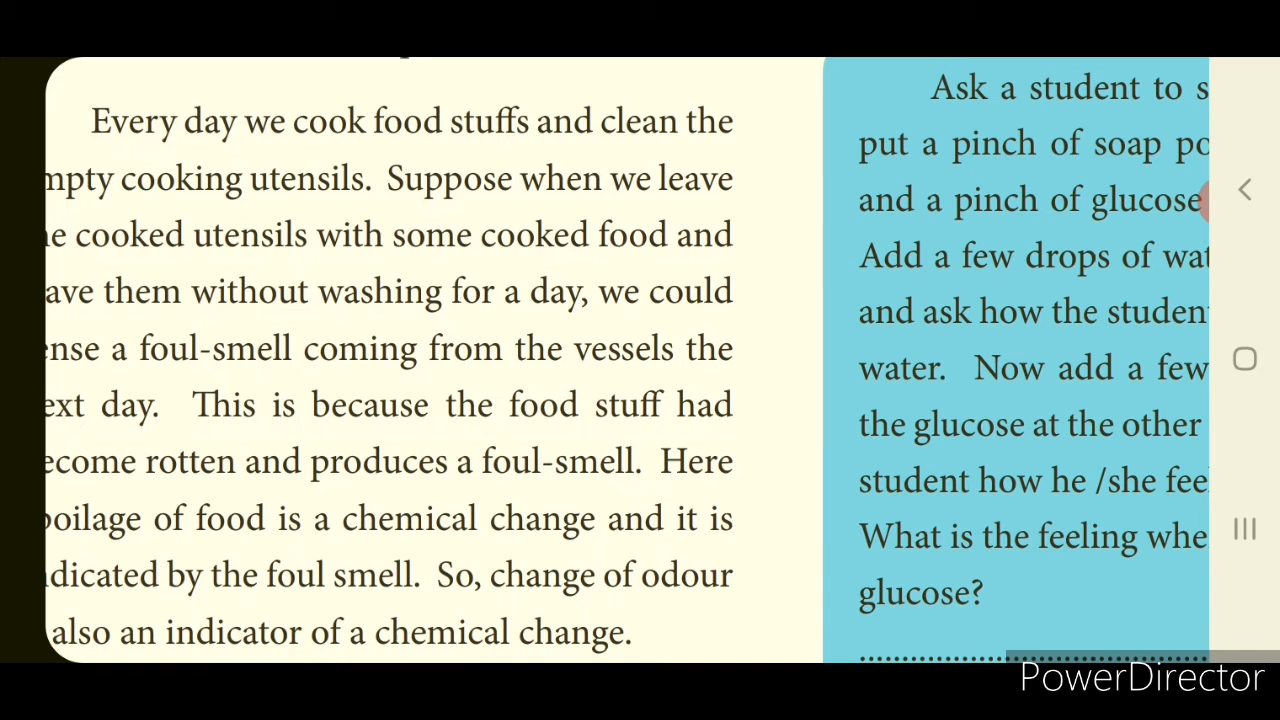 Every day we cook food stuffs and clean the
mpty cooking utensils. Suppose when we leave
e cooked utensils with some cooked food and
ave them without washing for a day, we could
ense a foul-smell coming from the vessels the
ext day. This is because the food stuff had
ecome rotten and produces a foul-smell. Here
poilage of food is a chemical change and it is
dicated by the foul smell. So, change of odour
also an indicator of a chemical change.
Ask a student to s
put a pinch of soap po
and a pinch of glucose
Add a few drops of wat
and ask how the student
water. Now add a few
the glucose at the other
student how he /she feel
What is the feeling whe
glucose?
PowerDirector